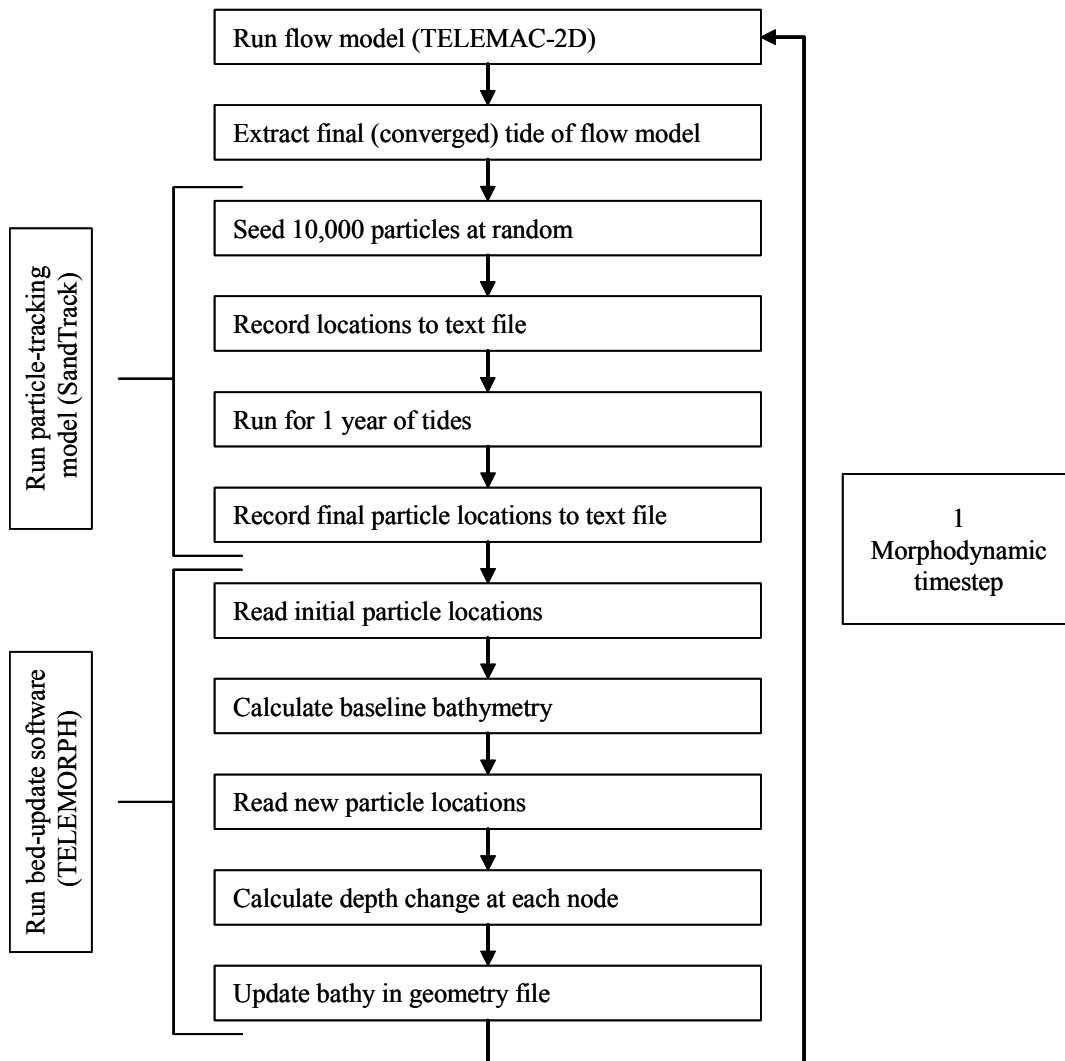 Run flow model (TELEMAC-2D)
Extract final (converged) tide of flow model
Seed 10,000 particles at random
Record locations to text file
Run for 1 year of tides
Record final particle locations to text file
Run particle-tracking
model (SandTrack)
Read initial particle locations
Calculate baseline bathymetry
Read new particle locations
Calculate depth change at each node
Update bathy in geometry file
Run bed-update software
(TELEMORPH)
1
Morphodynamic
timestep